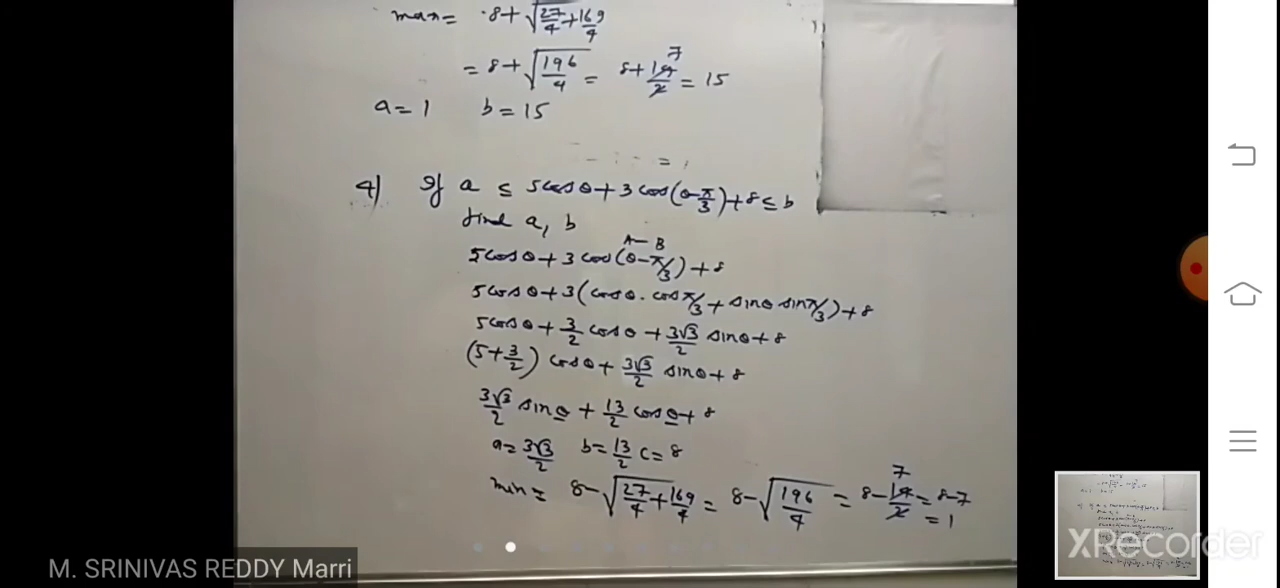 max = 8+√(27/4+169/4)
= 8+√(196/4) = 8+14/2 7 = 15
a=1 b=15
= 1
4) If a ≤ 5cosθ+3cos(θ-π/3)+8≤b
find a, b
A-B
5cosθ+3cos(θ-π/3)+8
5cosθ+3(cosθ.cosπ/3+sinθ sinπ/3)+8
5cosθ+3/2 cosθ+3√3/2 sinθ+8
(5+3/2) cosθ+3√3/2 sinθ+8
3√3/2 sinθ+13/2 cosθ+8
a=3√3/2 b=13/2 c=8
min= 8-√(27/4+169/4) = 8-√(196/4) = 8-14/2 7 = 8-7
= 1
XRecorder
M. SRINIVAS REDDY Marri